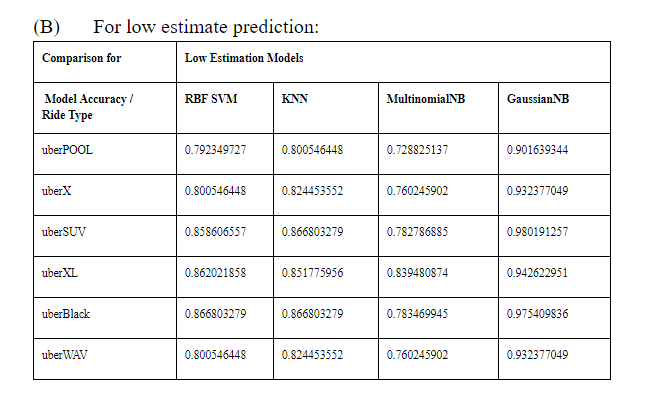 (B) For low estimate prediction:
Comparison for Low Estimation Models
Model Accuracy / Ride Type RBF SVM KNN MultinomialNB GaussianNB
uberPOOL 0.792349727 0.800546448 0.728825137 0.901639344
uberX 0.800546448 0.824453552 0.760245902 0.932377049
uberSUV 0.858606557 0.866803279 0.782786885 0.980191257
uberXL 0.862021858 0.851775956 0.839480874 0.942622951
uberBlack 0.866803279 0.866803279 0.783469945 0.975409836
uberWAV 0.800546448 0.824453552 0.760245902 0.932377049